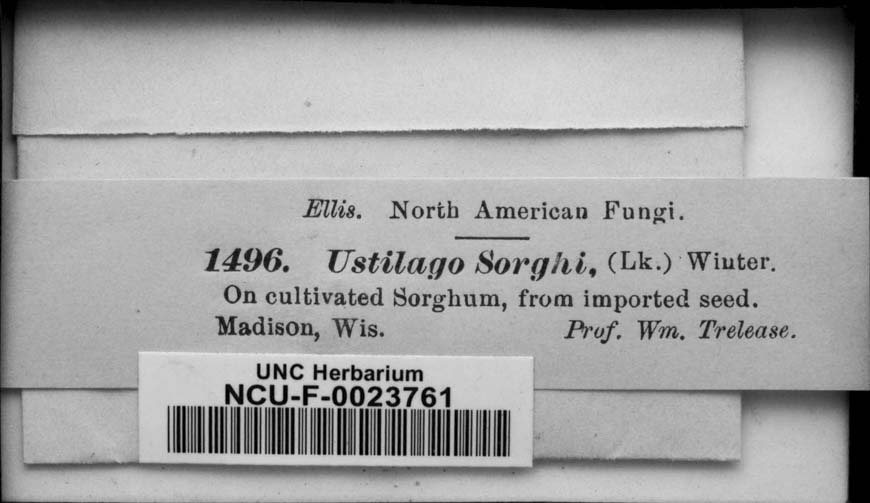 Ellis. North American Fungi.
1496. Ustilago Sorghi, (Lk.) Winter.
On cultivated Sorghum, from imported seed.
Madison, Wis. Prof. Wm. Trelease.
UNC Herbarium
NCU-F-0023761